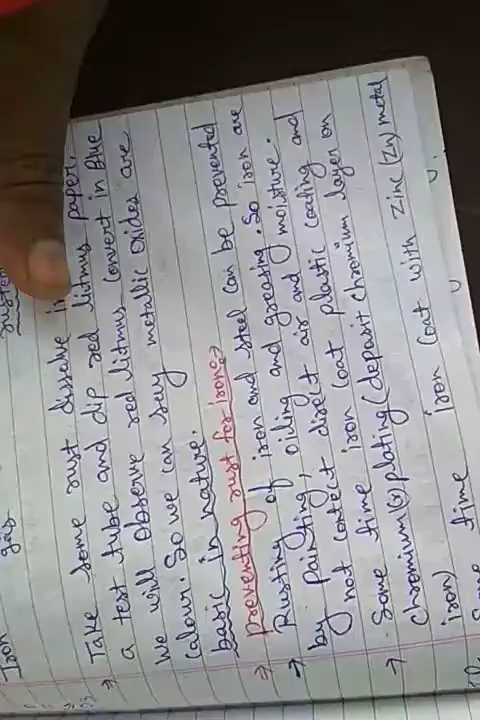 Iron gas rusted
→ Take some rust dissolve in
a test tube and dip red litmus paper.
We will observe red litmus convert in Blue
Colour. So we can say metallic oxides are
basic in nature.
⇒ Preventing rust for iron:→
→ Rusting of iron and steel can be prevented
by painting, oiling and greasing. So iron are
not contect direct air and moisture.
→ Some time iron coat plastic coating and
chromium(Cr) plating (deposit chromium layer on
iron)
Some time iron coat with Zinc (Zn) metal